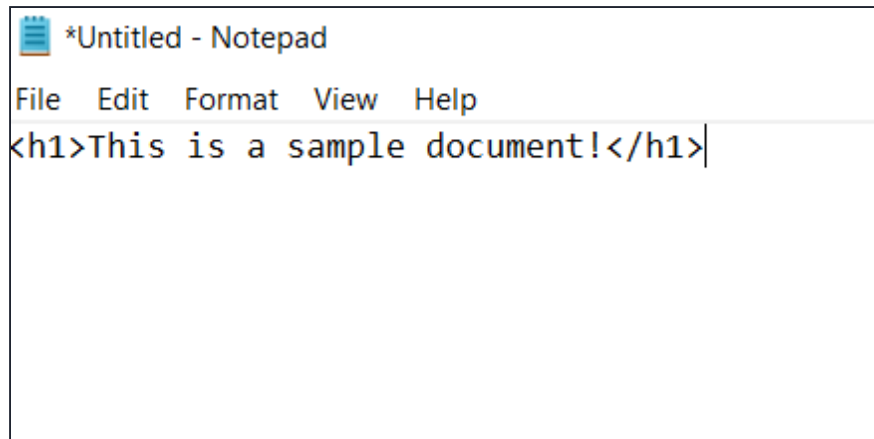 *Untitled - Notepad
File Edit Format View Help
<h1>This is a sample document!</h1>